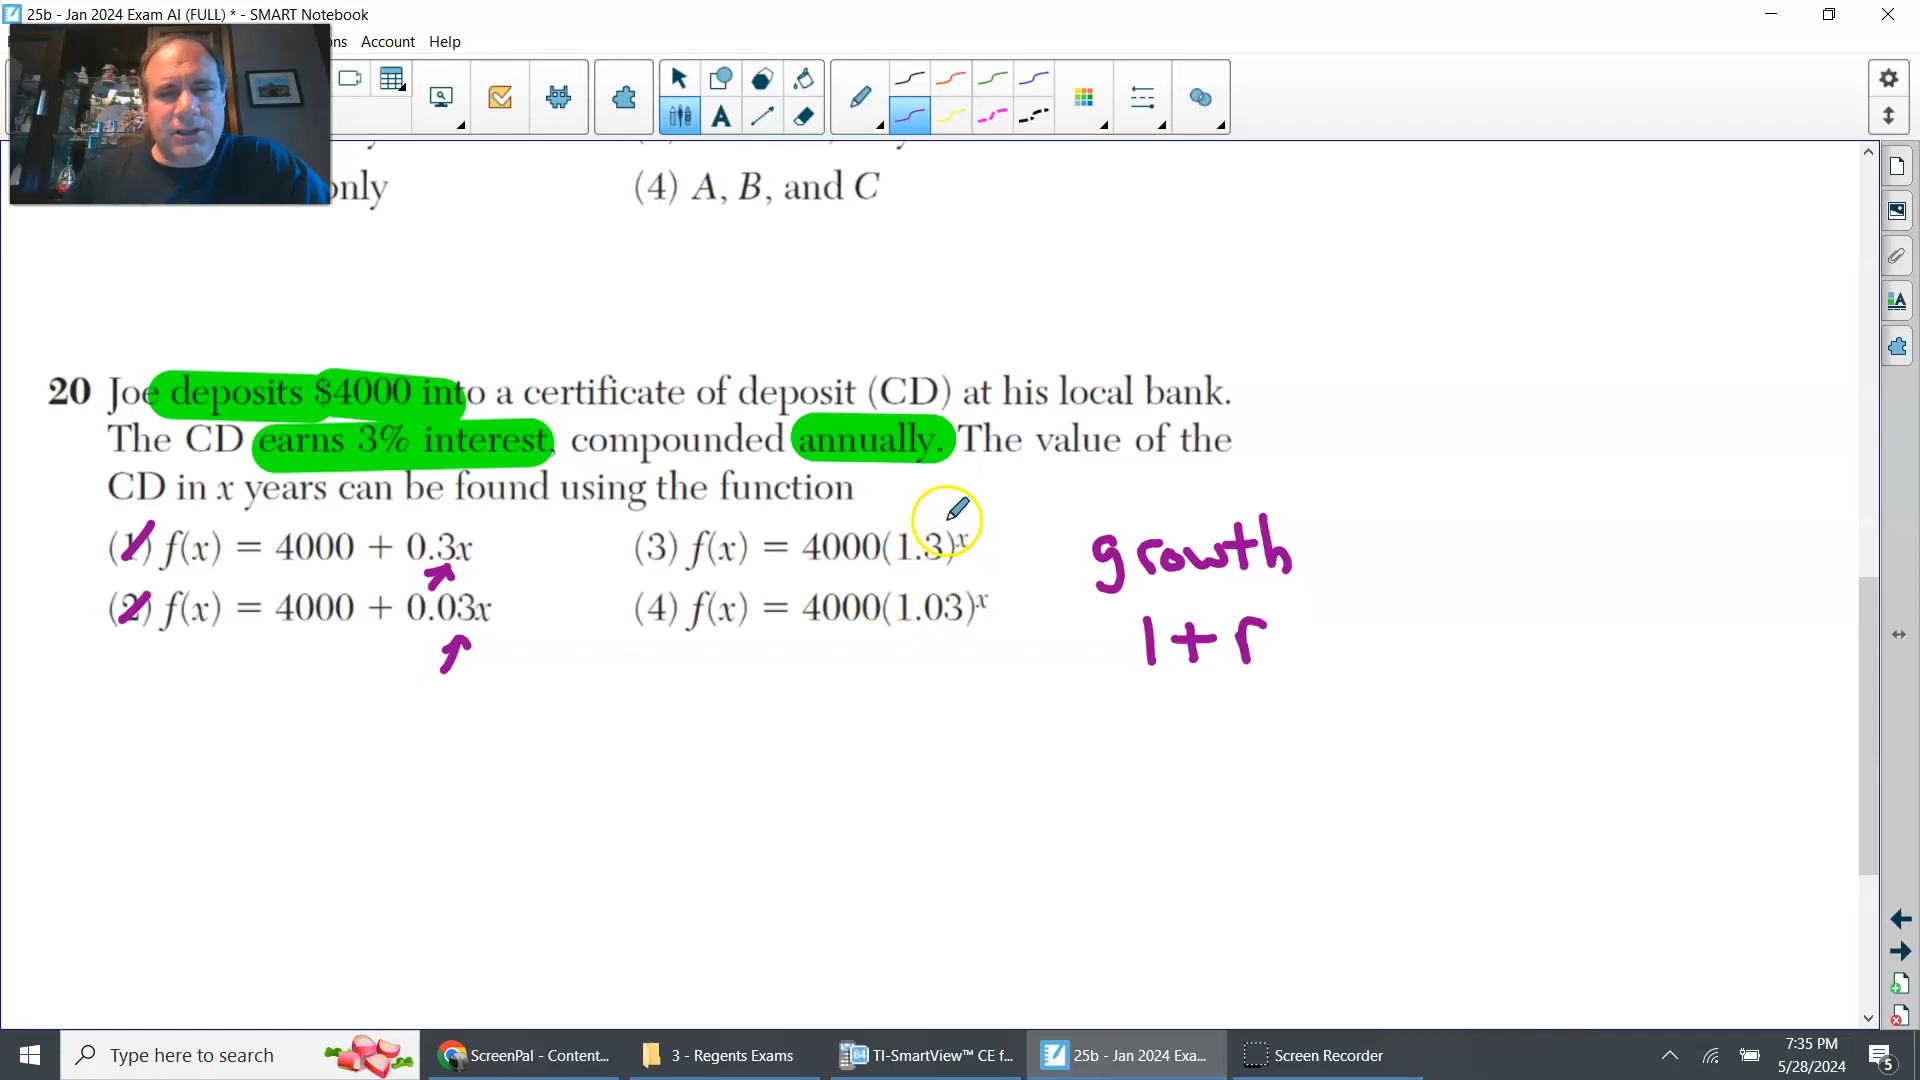 25b - Jan 2024 Exam AI (FULL) * - SMART Notebook
Account Help
only
(4) A, B, and C
20 Joe deposits $4000 into a certificate of deposit (CD) at his local bank.
The CD earns 3% interest, compounded annually. The value of the
CD in x years can be found using the function
(1) f(x) = 4000 + 0.3x
(3) f(x) = 4000(1.3)ˣ
(2) f(x) = 4000 + 0.03x
(4) f(x) = 4000(1.03)ˣ
growth
1+r
Type here to search
ScreenPal - Content...
3 - Regents Exams
TI-SmartView™ CE f...
25b - Jan 2024 Exa...
Screen Recorder
7:35 PM
5/28/2024
5